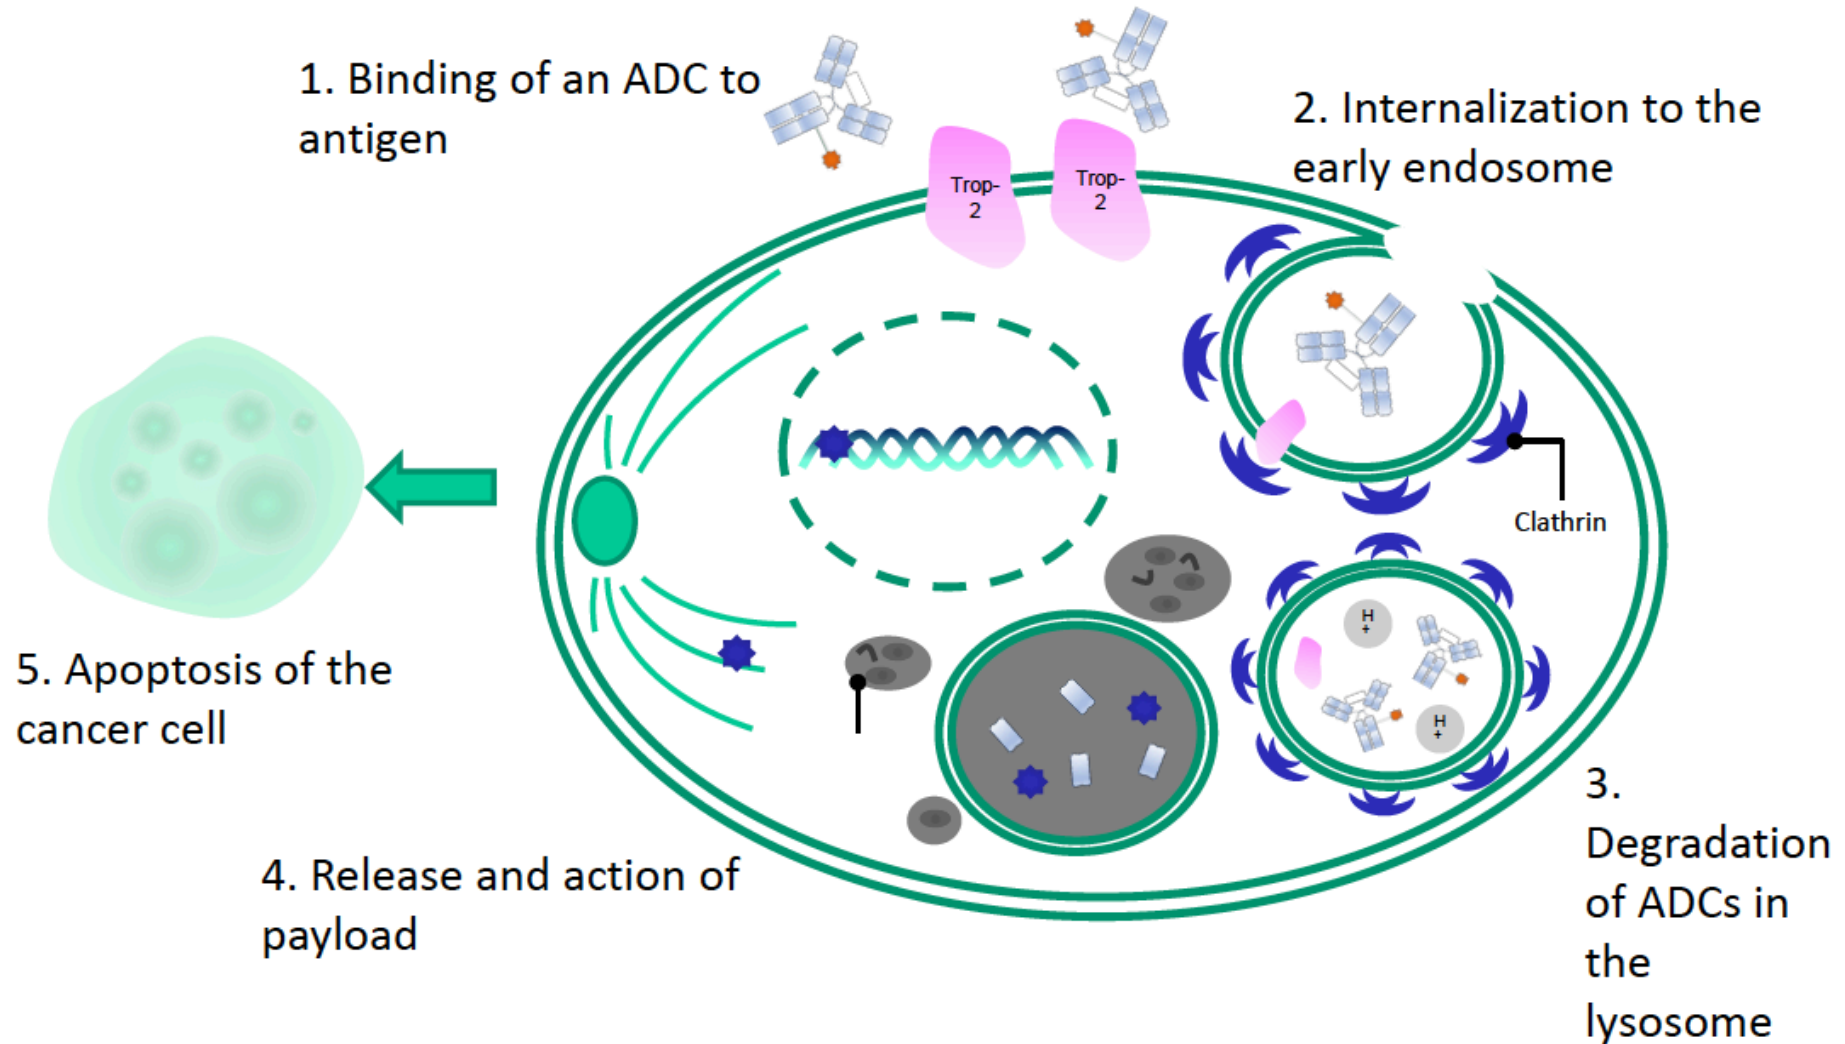 1. Binding of an ADC to
antigen
2. Internalization to the
early endosome
Trop-
2
Trop-
2
Clathrin
H
+
H
+
5. Apoptosis of the
cancer cell
3.
Degradation
of ADCs in
the
lysosome
4. Release and action of
payload